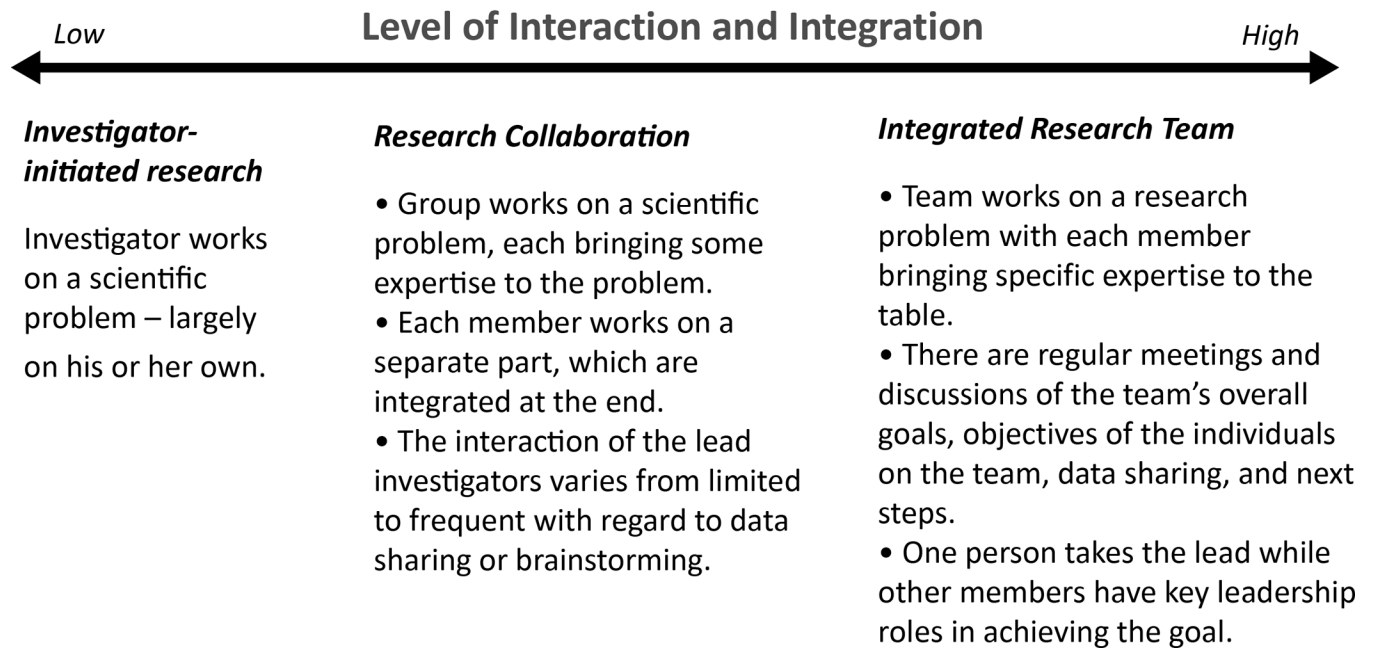 Low
Level of Interaction and Integration
High
Investigator-
initiated research
Investigator works
on a scientific
problem – largely
on his or her own.
Research Collaboration
• Group works on a scientific
problem, each bringing some
expertise to the problem.
• Each member works on a
separate part, which are
integrated at the end.
• The interaction of the lead
investigators varies from limited
to frequent with regard to data
sharing or brainstorming.
Integrated Research Team
• Team works on a research
problem with each member
bringing specific expertise to the
table.
• There are regular meetings and
discussions of the team’s overall
goals, objectives of the individuals
on the team, data sharing, and next
steps.
• One person takes the lead while
other members have key leadership
roles in achieving the goal.